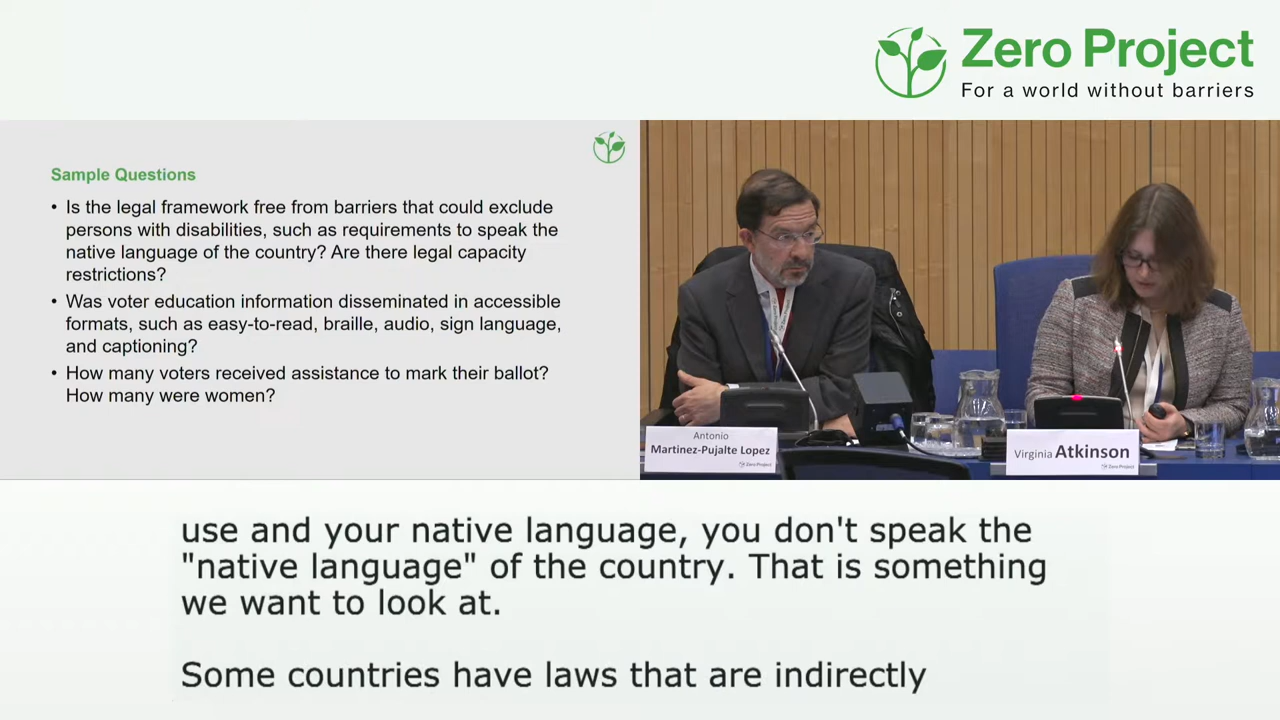 Zero Project
For a world without barriers
Sample Questions
• Is the legal framework free from barriers that could exclude
persons with disabilities, such as requirements to speak the
native language of the country? Are there legal capacity
restrictions?
• Was voter education information disseminated in accessible
formats, such as easy-to-read, braille, audio, sign language,
and captioning?
• How many voters received assistance to mark their ballot?
How many were women?
Antonio
Martinez-Pujalte Lopez
Zero Project
Virginia Atkinson
Zero Project
use and your native language, you don't speak the
"native language" of the country. That is something
we want to look at.
Some countries have laws that are indirectly